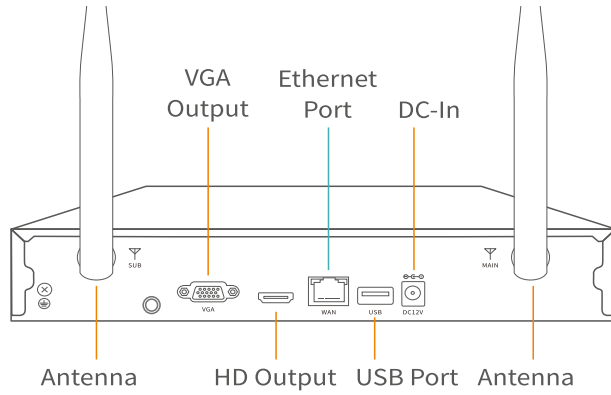 VGA
Output
Ethernet
Port
DC-In
SUB
MAIN
VGA
WAN
USB
DC12V
Antenna
HD Output
USB Port
Antenna